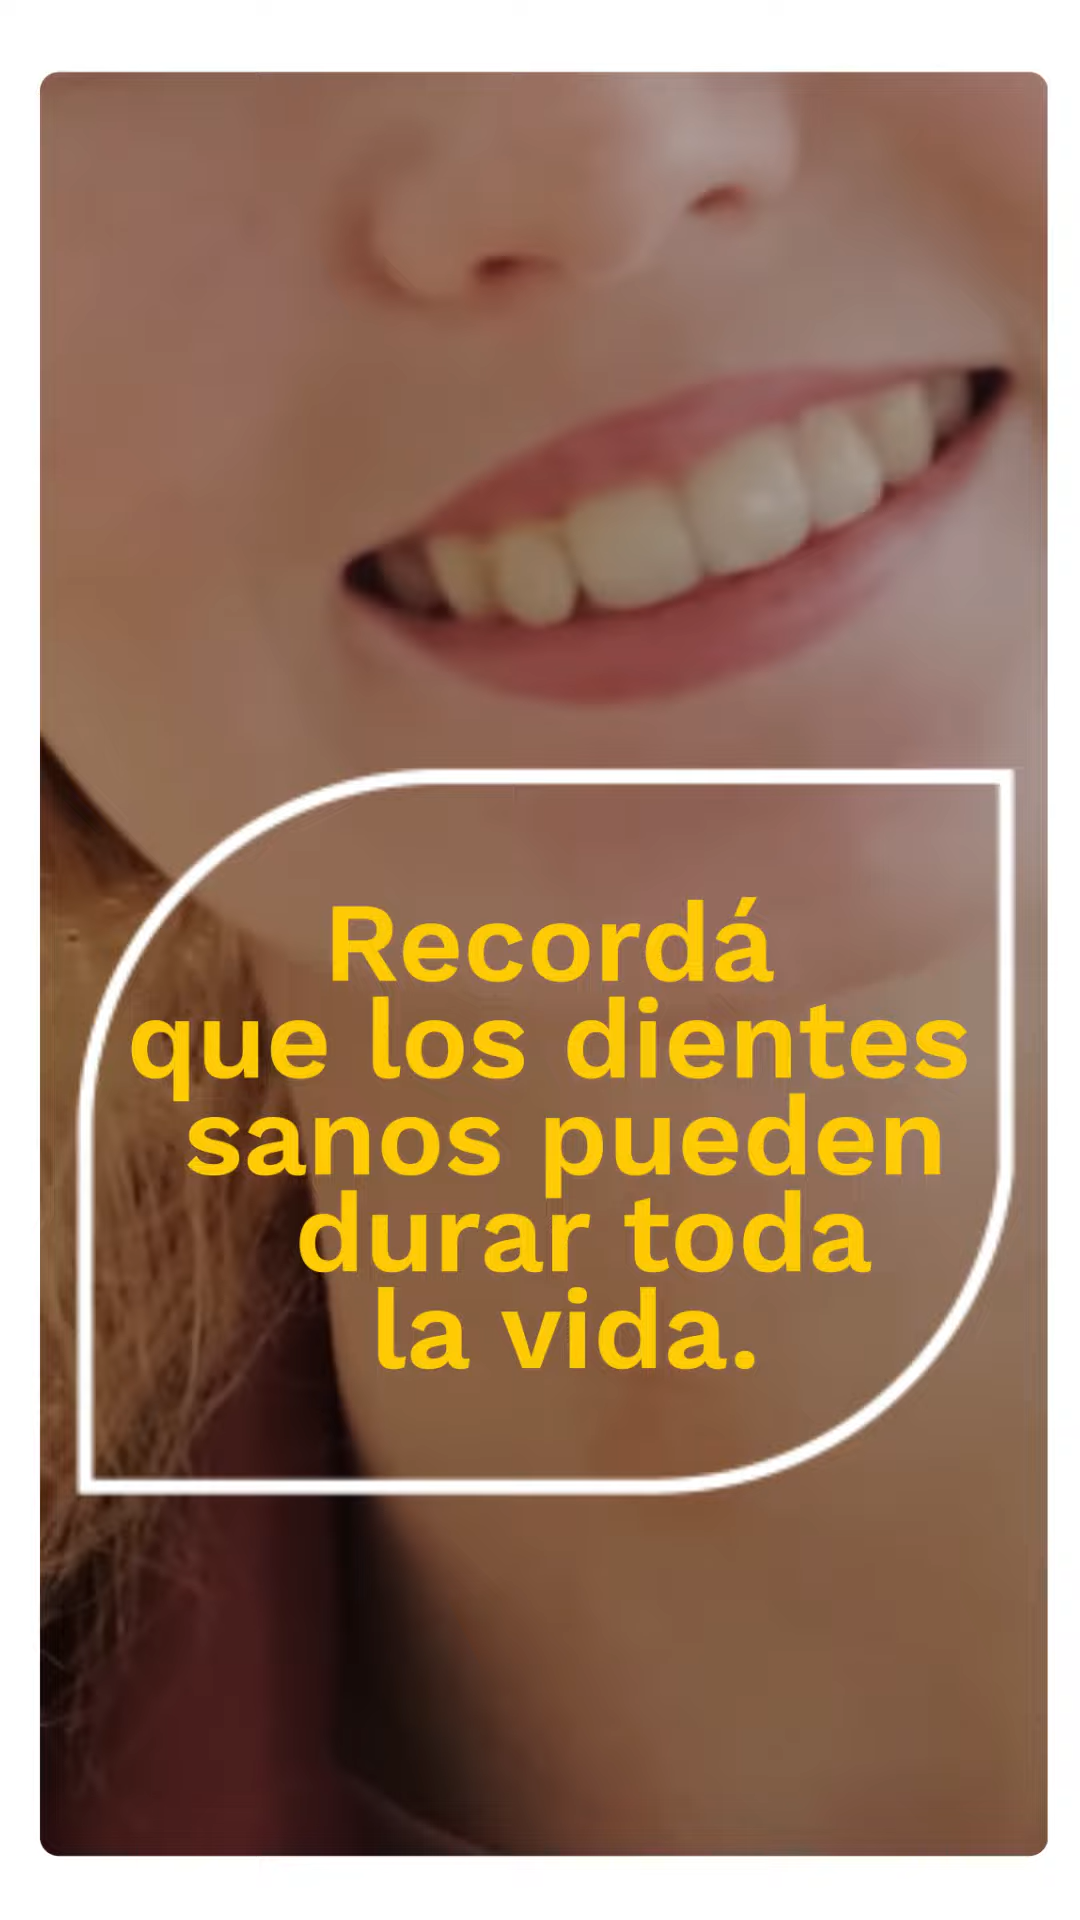 Recordá
que los dientes
sanos pueden
durar toda
la vida.